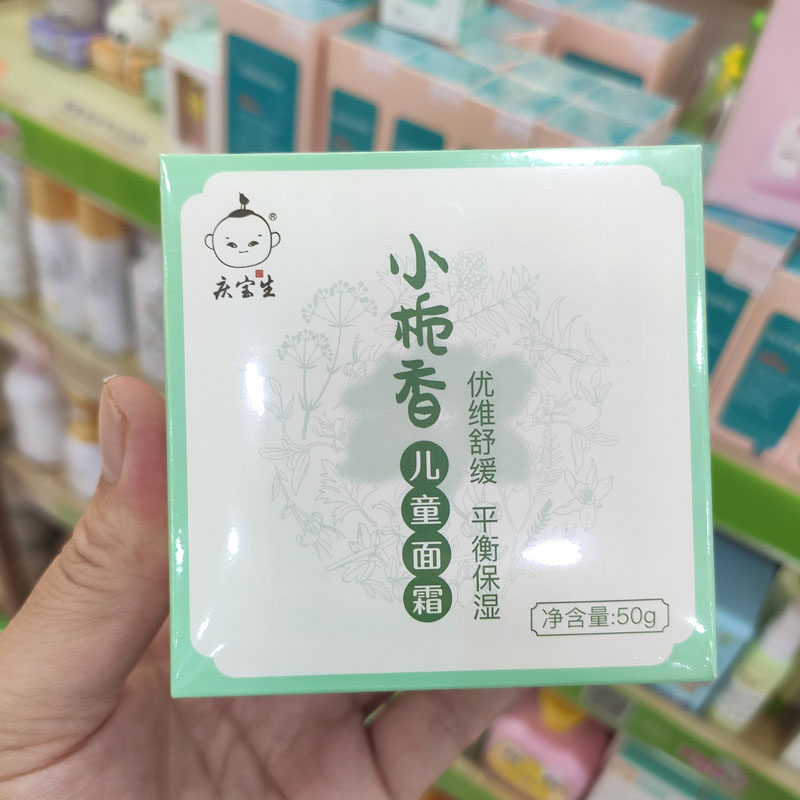 ®
庆宝生
小栀香
儿童面霜
优维舒缓 平衡保湿
净含量:50g